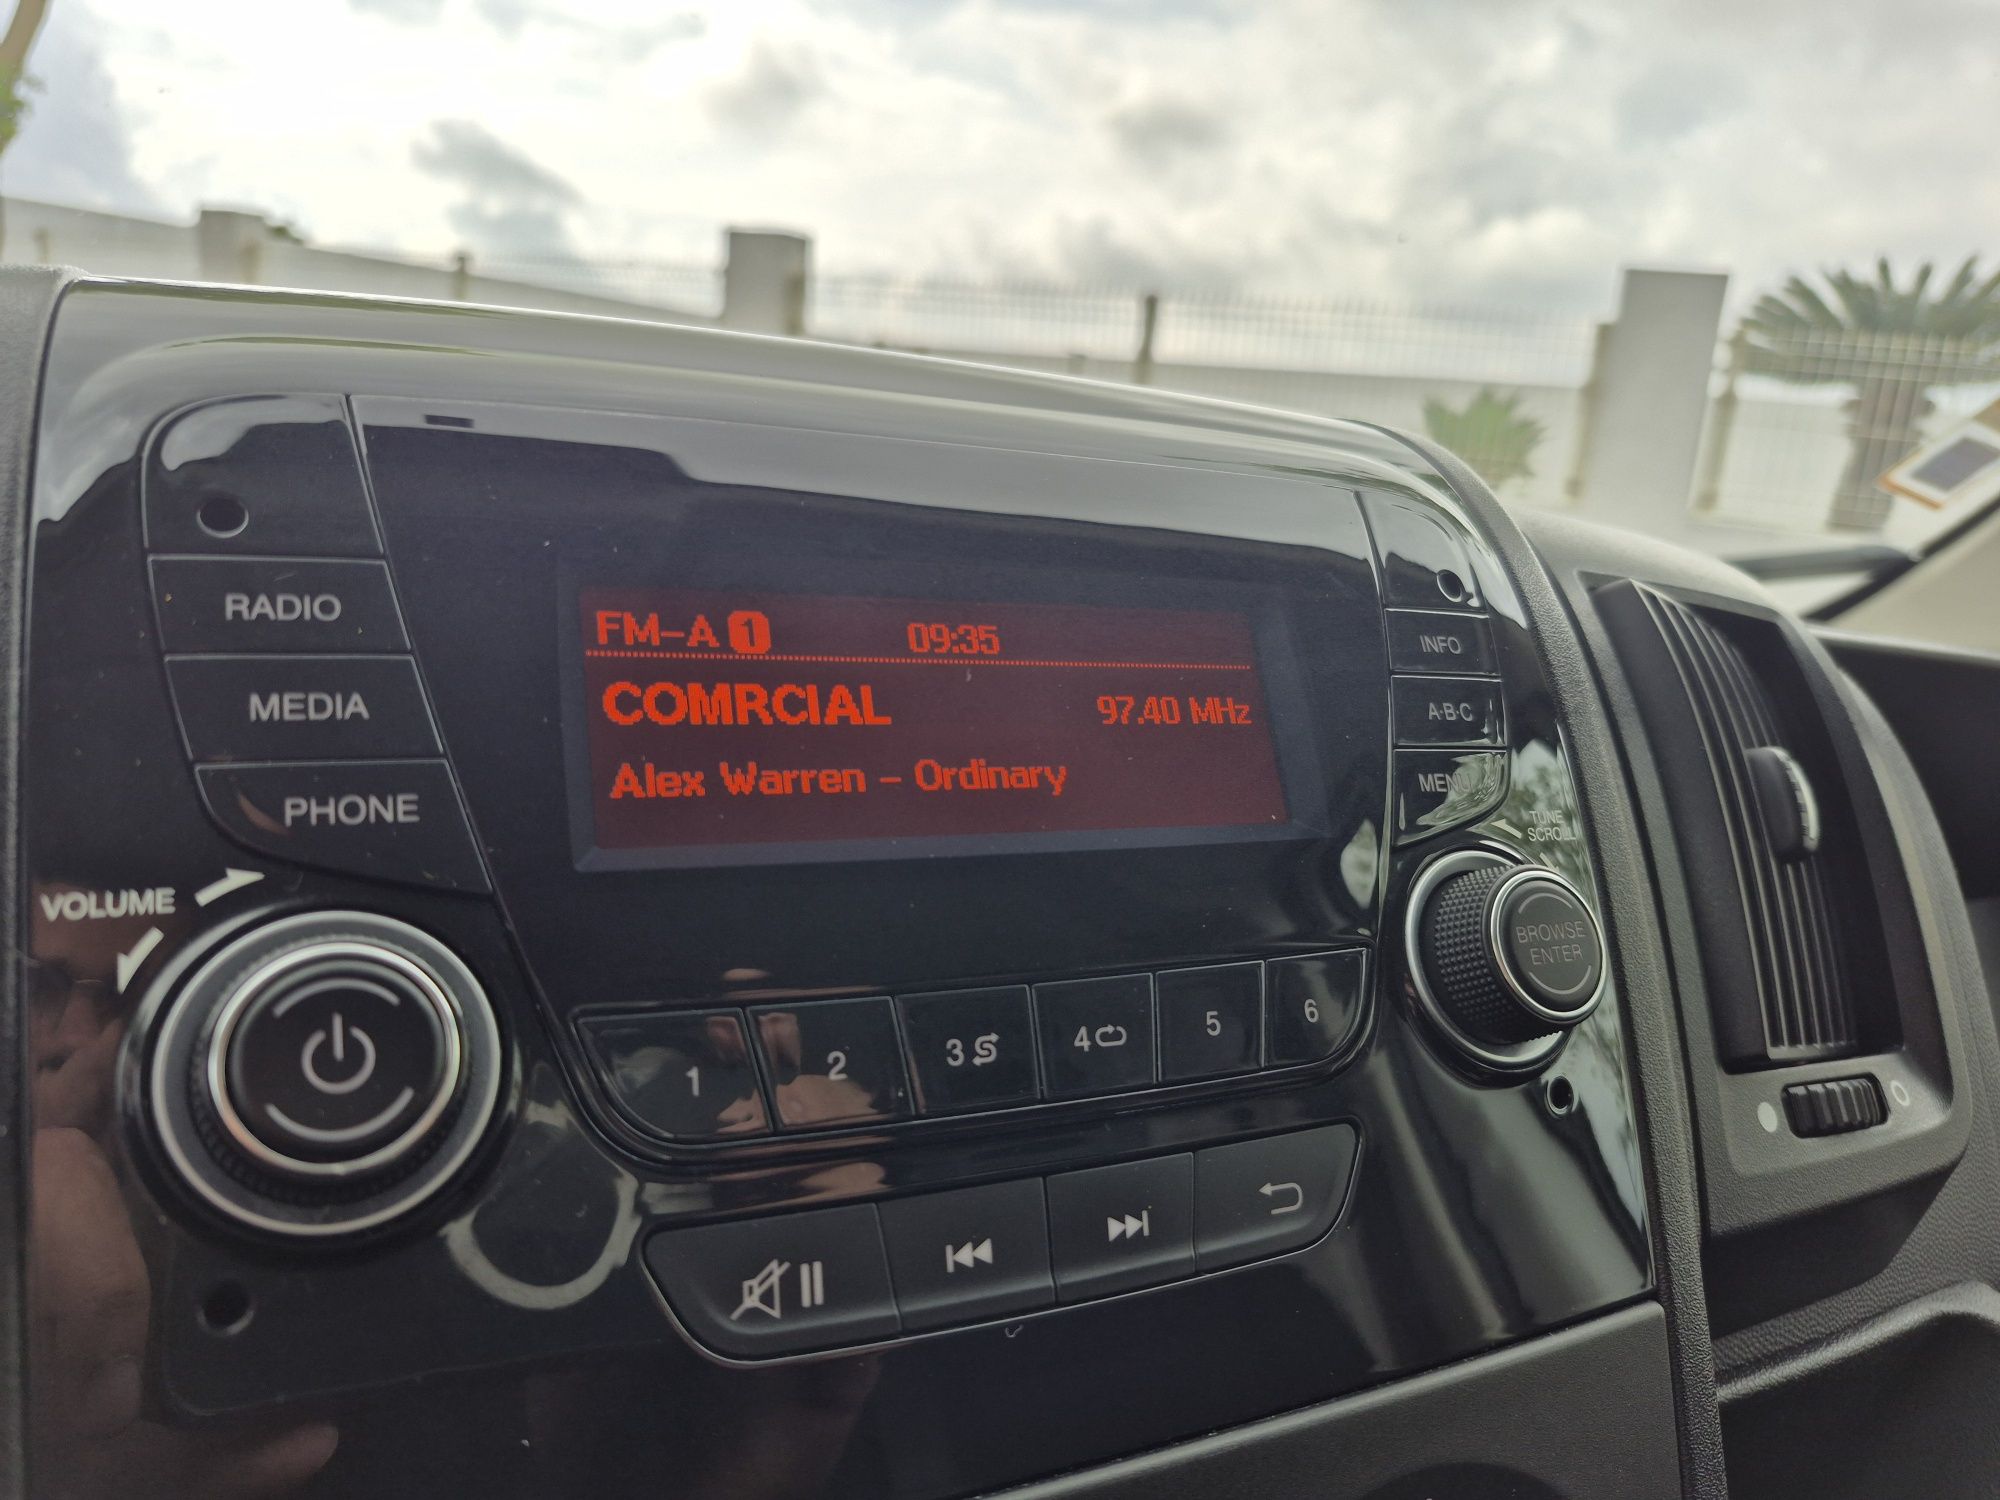 FM-A 1 09:35
COMRCIAL 97.40 MHz
Alex Warren - Ordinary
RADIO
MEDIA
PHONE
VOLUME
INFO
A·B·C
MENU
TUNE
SCROLL
BROWSE
ENTER
1 2 3 4 5 6